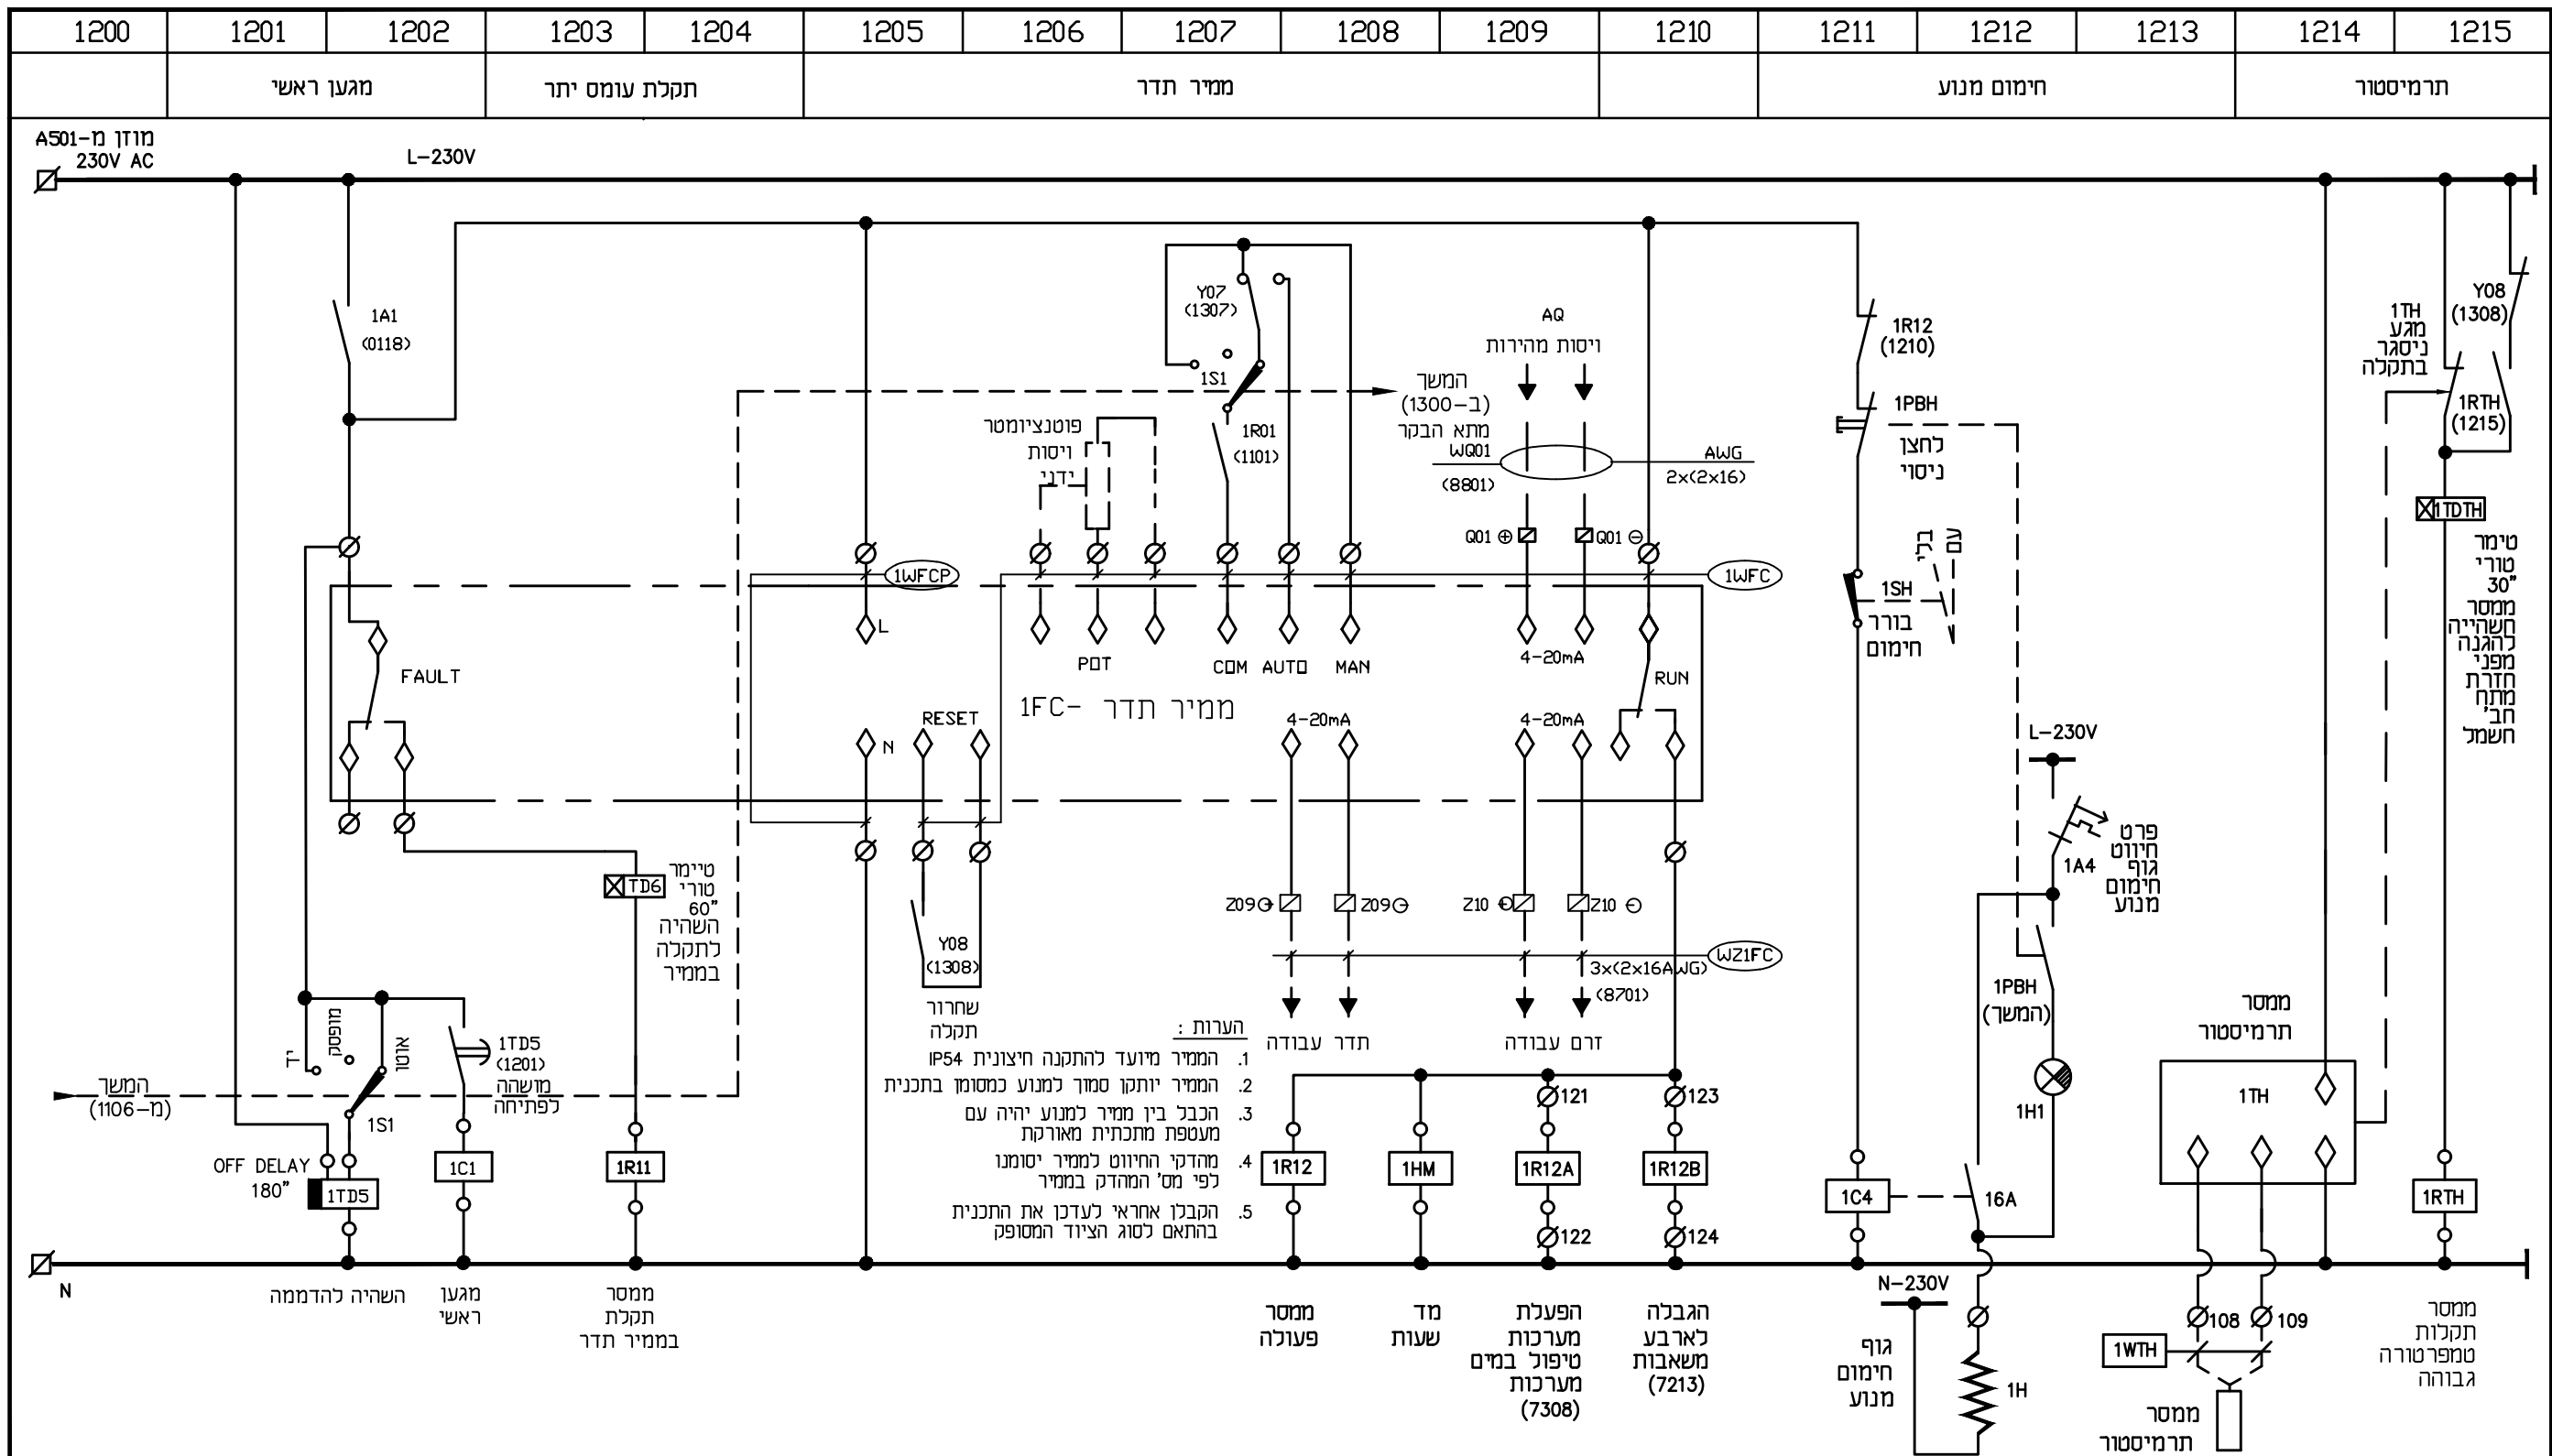 1200 1201 1202 1203 1204 1205 1206 1207 1208 1209 1210 1211 1212 1213 1214 1215
מגען ראשי
תקלת עומס יתר
ממיר תדר
חימום מנוע
תרמיסטור
מוזן מ-A501
230V AC
L-230V
1A1
(0118)
Y07
(1307)
1S1
1R01
(1101)
המשך
(ב-1300)
פוטנציומטר
ויסות
ידני
AQ
ויסות מהירות
מתא הבקר
WQ01
(8801)
AWG
2x(2x16)
Q01 ⊕
Q01 ⊖
1R12
(1210)
1PBH
לחצן
ניסוי
בלי
עם
1SH
בורר
חימום
1TH
מגע
ניסגר
בתקלה
Y08
(1308)
1RTH
(1215)
1TDTH
טימר
טורי
30"
ממסר
חשהייה
להגנה
מפני
חזרת
מתח
חב'
חשמל
1WFCP
1WFC
FAULT
L
POT
COM
AUTO
MAN
4-20mA
RUN
1FC- ממיר תדר
N
RESET
4-20mA
4-20mA
TD6
טיימר
טורי
60"
השהיה
לתקלה
בממיר
Y08
(1308)
שחרור
תקלה
Z09 ⊕
Z09 ⊖
Z10 ⊕
Z10 ⊖
WZ1FC
3x(2x16AWG)
(8701)
תדר עבודה
זרם עבודה
L-230V
פרט
חיווט
גוף
חימום
מנוע
1A4
1PBH
(המשך)
1H1
המשך
(מ-1106)
יד
מופסק
אוטו
1S1
1TD5
(1201)
מושהה
לפתיחה
הערות :
1. הממיר מיועד להתקנה חיצונית IP54
2. הממיר יותקן סמוך למנוע כמסומן בתכנית
3. הכבל בין ממיר למנוע יהיה עם
מעטפת מתכתית מאורקת
4. מהדקי החיווט לממיר יסומנו
לפי מס' המהדק בממיר
5. הקבלן אחראי לעדכן את התכנית
בהתאם לסוג הציוד המסופק
OFF DELAY
180"
1TD5
1C1
1R11
121
123
1R12
1HM
1R12A
1R12B
122
124
1C4
16A
ממסר
תרמיסטור
1TH
1RTH
N
השהיה להדממה
מגען
ראשי
ממסר
תקלת
בממיר תדר
ממסר
פעולה
מד
שעות
הפעלת
מערכות
טיפול במים
מערכות
(7308)
הגבלה
לארבע
משאבות
(7213)
N-230V
גוף
חימום
מנוע
1H
108
109
1WTH
ממסר
תרמיסטור
ממסר
תקלות
טמפרטורה
גבוהה